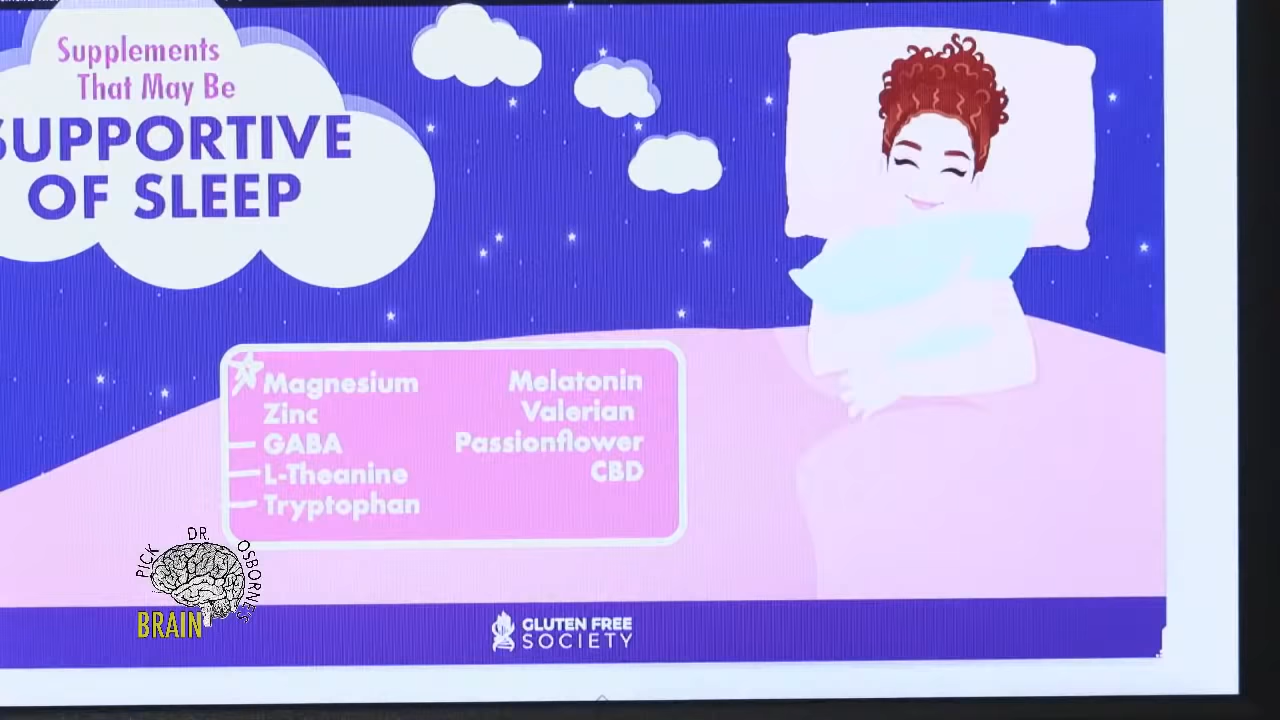 Supplements
That May Be
SUPPORTIVE
OF SLEEP
Magnesium
Zinc
GABA
L-Theanine
Tryptophan
Melatonin
Valerian
Passionflower
CBD
PICK DR. OSBORNE'S
BRAIN
GLUTEN FREE
SOCIETY